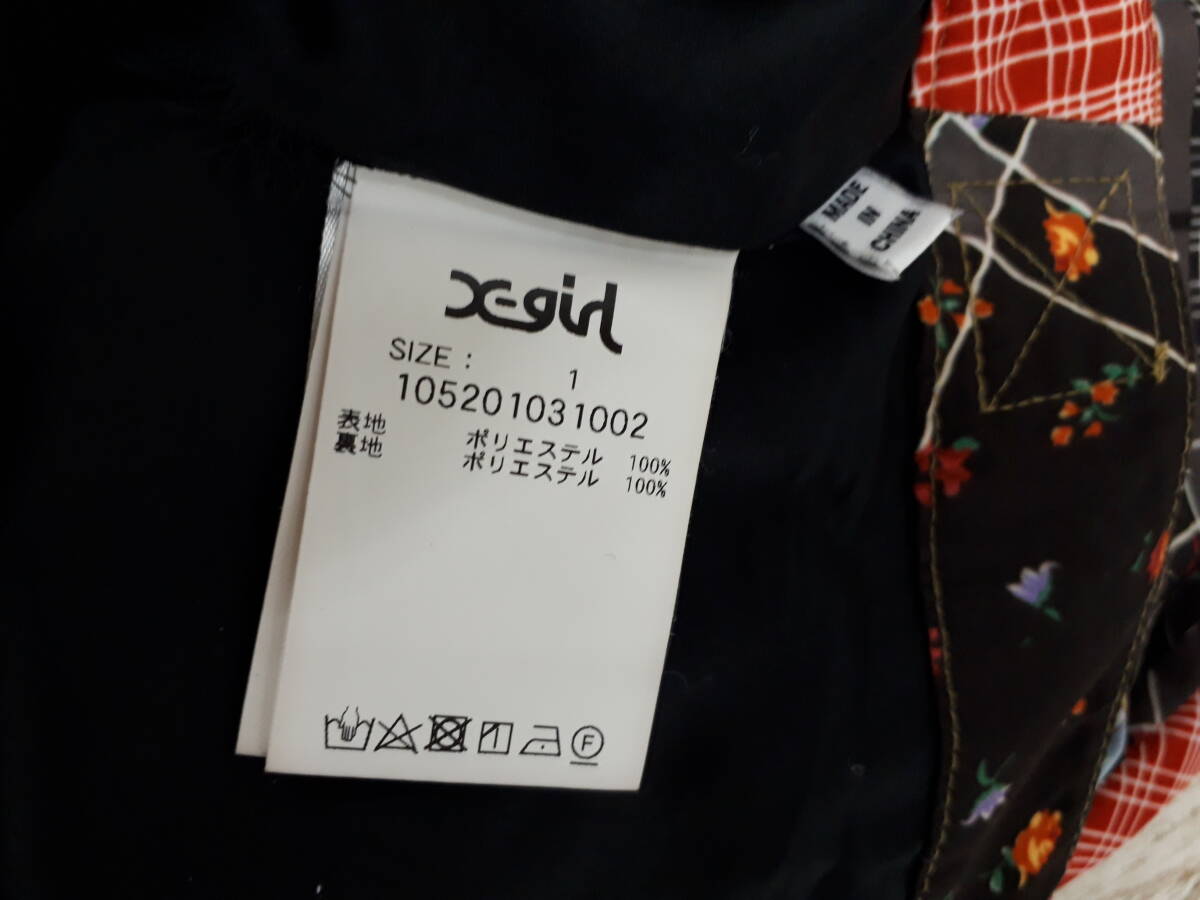 X-girl
SIZE : 1
105201031002
表地 ポリエステル 100%
裏地 ポリエステル 100%
F
MADE
IN
CHINA